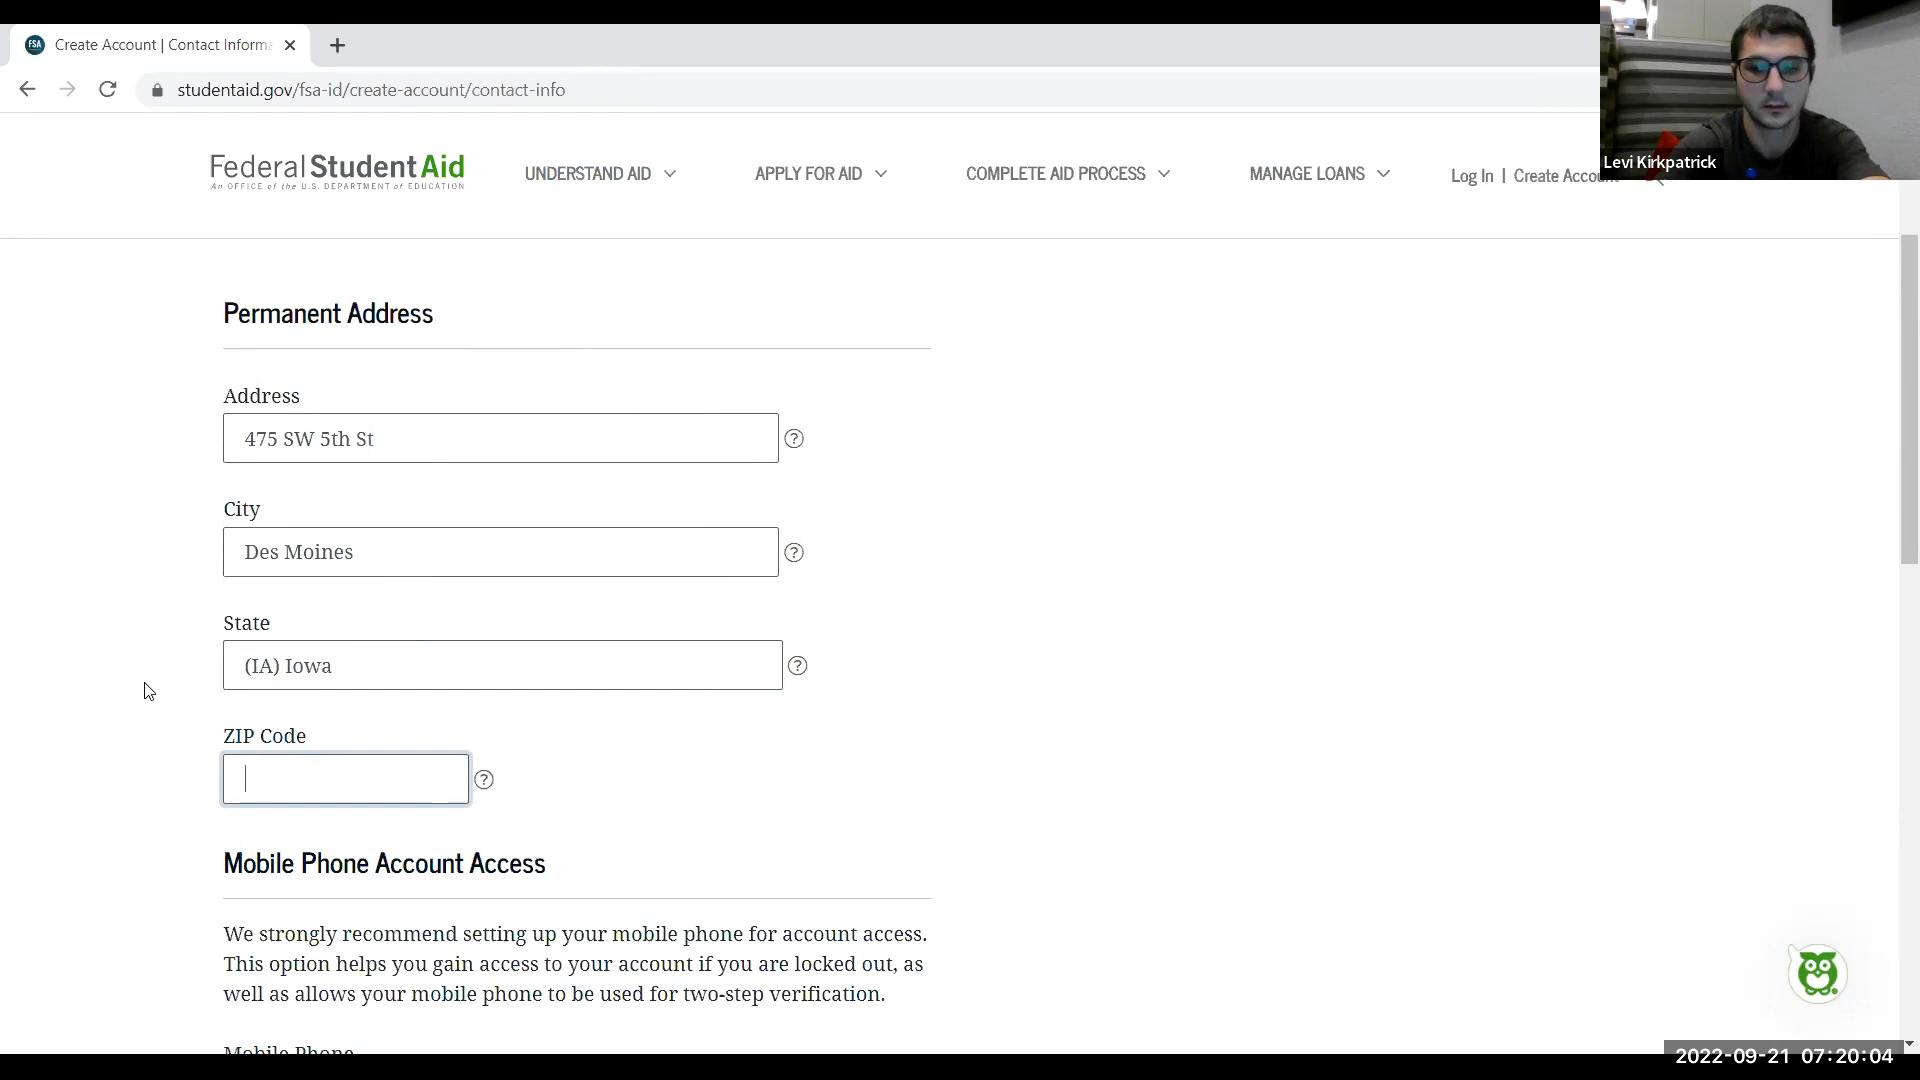 FSA Create Account | Contact Informa
studentaid.gov/fsa-id/create-account/contact-info
Federal StudentAid
An OFFICE of the U.S. DEPARTMENT of EDUCATION
UNDERSTAND AID
APPLY FOR AID
COMPLETE AID PROCESS
MANAGE LOANS
Log In | Create Accou
Levi Kirkpatrick
Permanent Address
Address
475 SW 5th St
?
City
Des Moines
?
State
(IA) Iowa
?
ZIP Code
?
Mobile Phone Account Access
We strongly recommend setting up your mobile phone for account access.
This option helps you gain access to your account if you are locked out, as
well as allows your mobile phone to be used for two-step verification.
Mobile Phone
2022-09-21 07:20:04